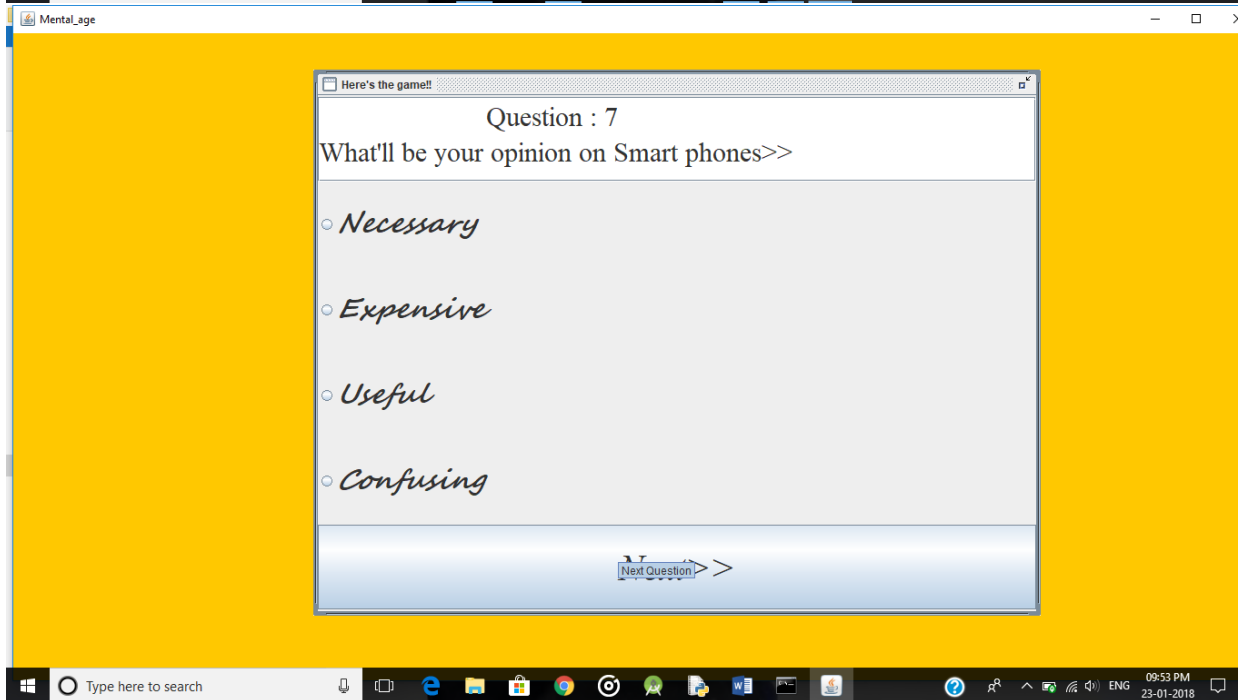 Mental_age
Here's the game!!
Question : 7
What'll be your opinion on Smart phones>>
Necessary
Expensive
Useful
Confusing
Next Question >>
Type here to search
ENG
09:53 PM
23-01-2018